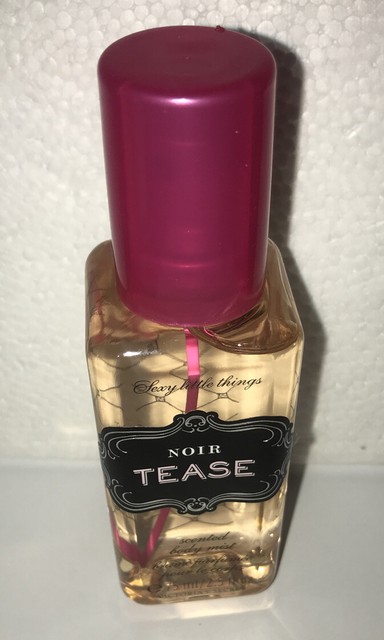 Sexy little things
NOIR
TEASE
scented
body mist